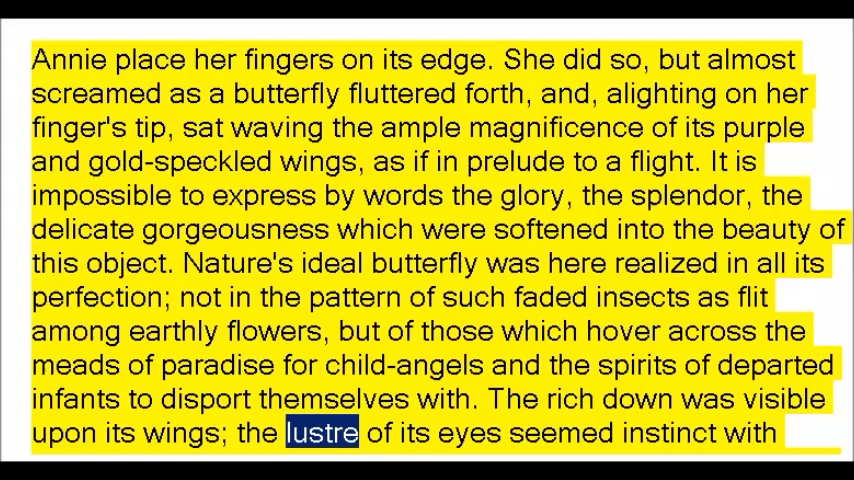 Annie place her fingers on its edge. She did so, but almost
screamed as a butterfly fluttered forth, and, alighting on her
finger's tip, sat waving the ample magnificence of its purple
and gold-speckled wings, as if in prelude to a flight. It is
impossible to express by words the glory, the splendor, the
delicate gorgeousness which were softened into the beauty of
this object. Nature's ideal butterfly was here realized in all its
perfection; not in the pattern of such faded insects as flit
among earthly flowers, but of those which hover across the
meads of paradise for child-angels and the spirits of departed
infants to disport themselves with. The rich down was visible
upon its wings; the lustre of its eyes seemed instinct with